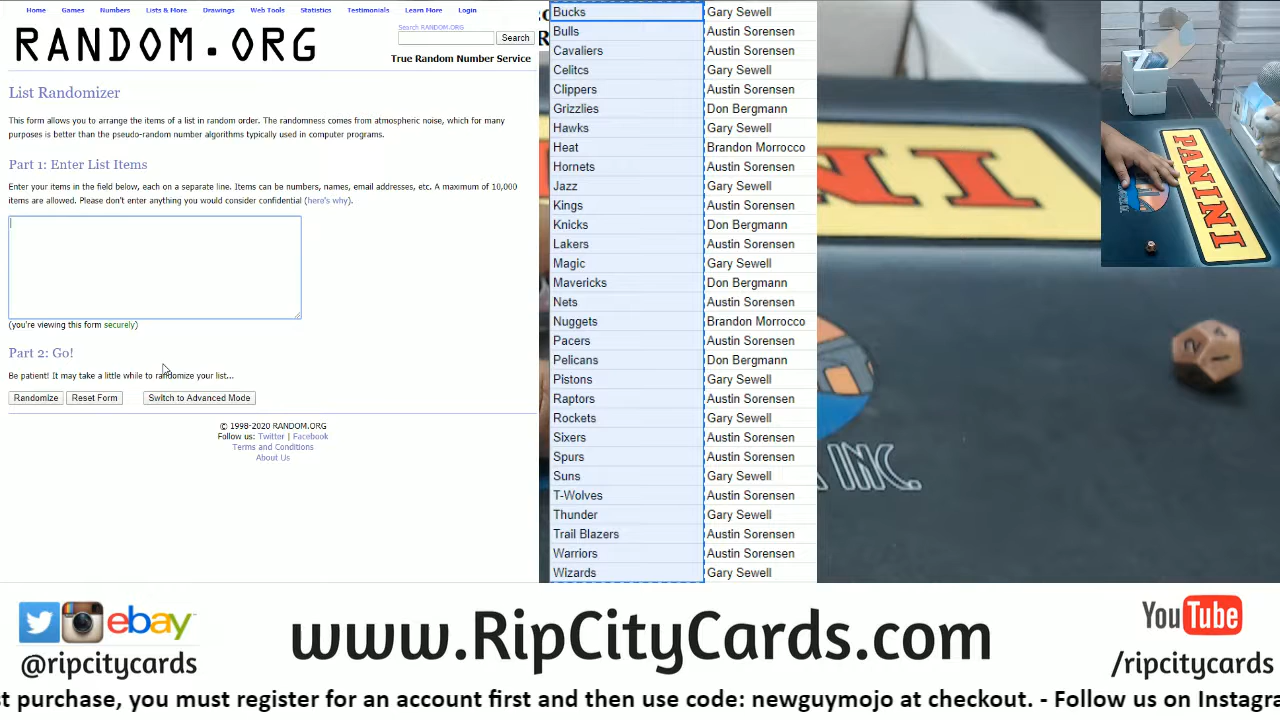 Home Games Numbers Lists & More Drawings Web Tools Statistics Testimonials Learn More Login
Search RANDOM.ORG
RANDOM.ORG
Search
True Random Number Service
List Randomizer
This form allows you to arrange the items of a list in random order. The randomness comes from atmospheric noise, which for many
purposes is better than the pseudo-random number algorithms typically used in computer programs.
Part 1: Enter List Items
Enter your items in the field below, each on a separate line. Items can be numbers, names, email addresses, etc. A maximum of 10,000
items are allowed. Please don't enter anything you would consider confidential (here's why).
(you're viewing this form securely)
Part 2: Go!
Be patient! It may take a little while to randomize your list...
Randomize Reset Form Switch to Advanced Mode
© 1998-2020 RANDOM.ORG
Follow us: Twitter | Facebook
Terms and Conditions
About Us
Bucks Gary Sewell
Bulls Austin Sorensen
Cavaliers Austin Sorensen
Celitcs Gary Sewell
Clippers Austin Sorensen
Grizzlies Don Bergmann
Hawks Gary Sewell
Heat Brandon Morrocco
Hornets Austin Sorensen
Jazz Gary Sewell
Kings Austin Sorensen
Knicks Don Bergmann
Lakers Austin Sorensen
Magic Gary Sewell
Mavericks Don Bergmann
Nets Austin Sorensen
Nuggets Brandon Morrocco
Pacers Austin Sorensen
Pelicans Don Bergmann
Pistons Gary Sewell
Raptors Austin Sorensen
Rockets Gary Sewell
Sixers Austin Sorensen
Spurs Austin Sorensen
Suns Gary Sewell
T-Wolves Austin Sorensen
Thunder Gary Sewell
Trail Blazers Austin Sorensen
Warriors Austin Sorensen
Wizards Gary Sewell
PANINI
INC.
2
4
1
ebay
@ripcitycards
www.RipCityCards.com
YouTube
/ripcitycards
st purchase, you must register for an account first and then use code: newguymojo at checkout. - Follow us on Instagra